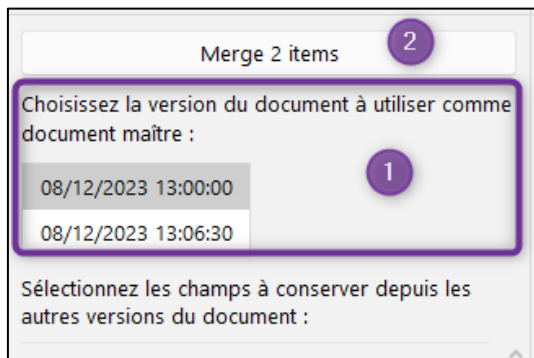 Merge 2 items
2
Choisissez la version du document à utiliser comme
document maître :
1
08/12/2023 13:00:00
08/12/2023 13:06:30
Sélectionnez les champs à conserver depuis les
autres versions du document :